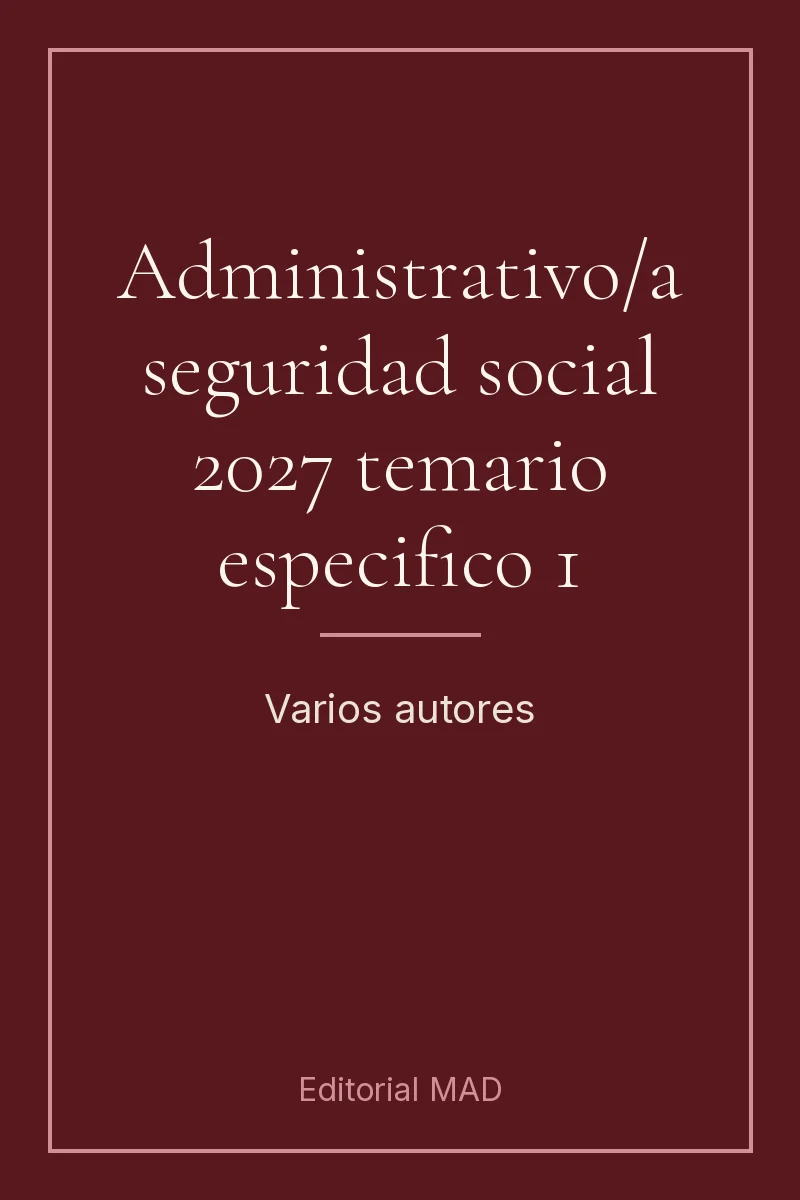 Administrativo/a
seguridad social
2027 temario
especifico 1
Varios autores
Editorial MAD